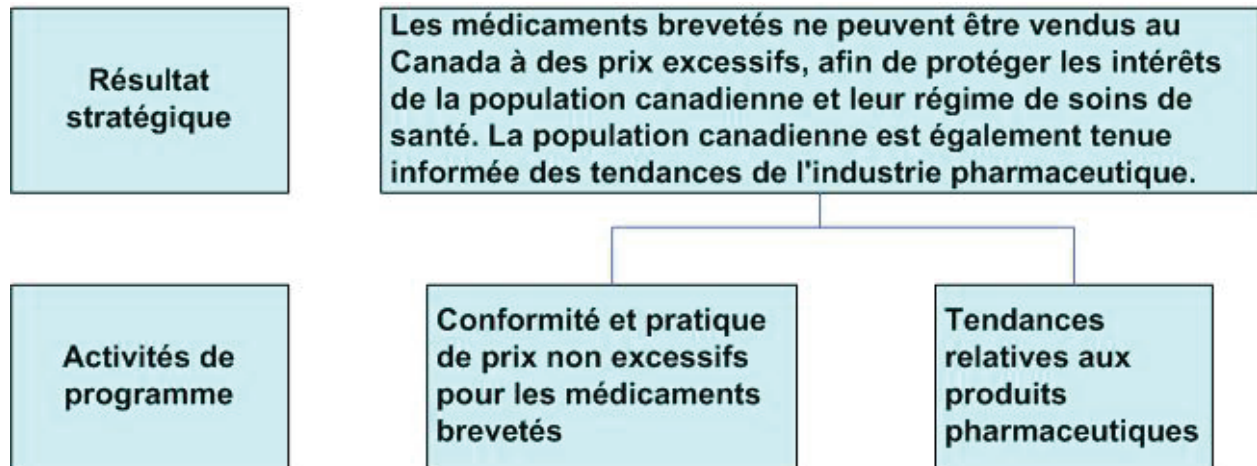 Résultat
stratégique
Les médicaments brevetés ne peuvent être vendus au
Canada à des prix excessifs, afin de protéger les intérêts
de la population canadienne et leur régime de soins de
santé. La population canadienne est également tenue
informée des tendances de l'industrie pharmaceutique.
Activités de
programme
Conformité et pratique
de prix non excessifs
pour les médicaments
brevetés
Tendances
relatives aux
produits
pharmaceutiques